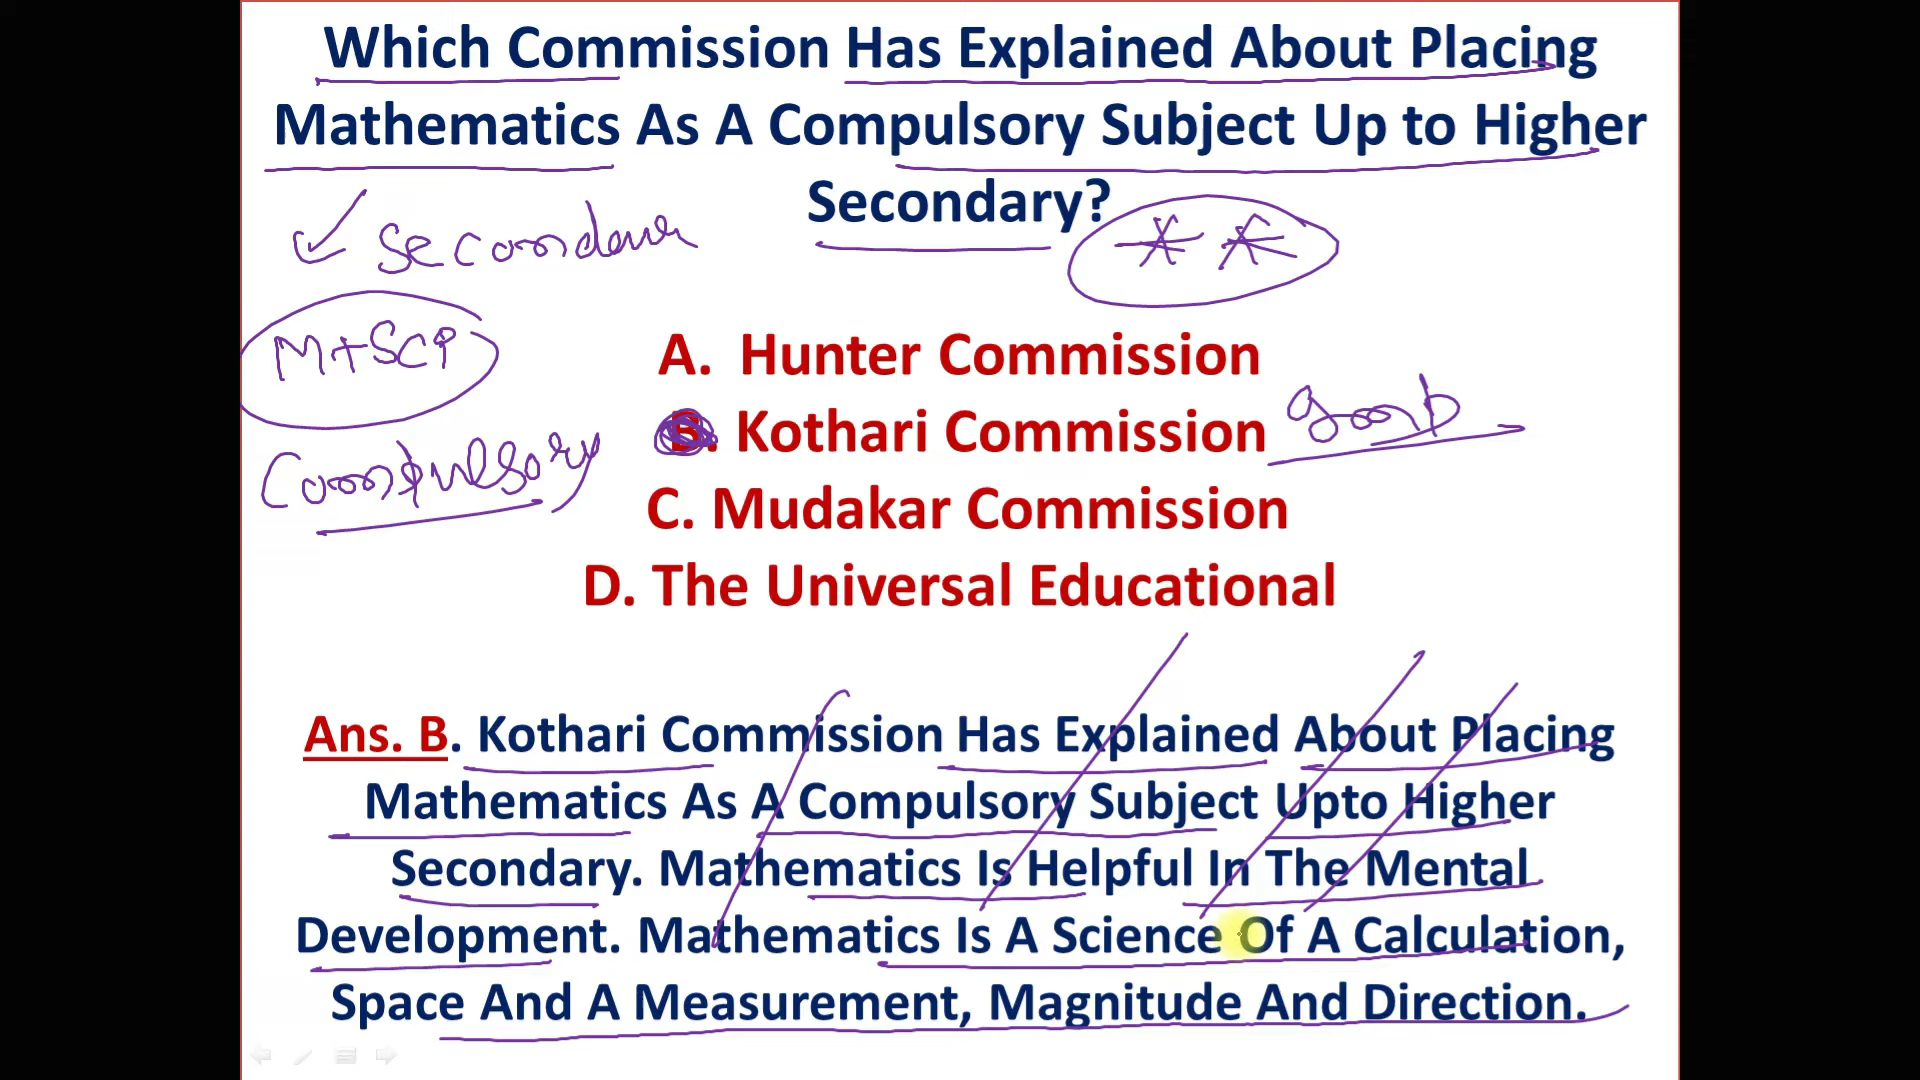 Which Commission Has Explained About Placing
Mathematics As A Compulsory Subject Up to Higher
Secondary?
Secondary
M+SCI
Compulsory
A. Hunter Commission
B. Kothari Commission
C. Mudakar Commission
D. The Universal Educational
Ans. B. Kothari Commission Has Explained About Placing
Mathematics As A Compulsory Subject Upto Higher
Secondary. Mathematics Is Helpful In The Mental
Development. Mathematics Is A Science Of A Calculation,
Space And A Measurement, Magnitude And Direction.